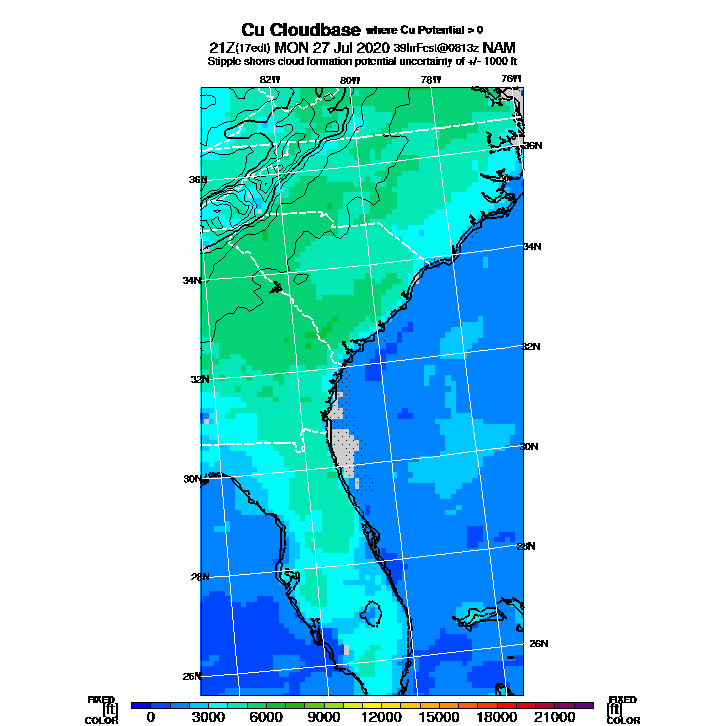 Cu Cloudbase where Cu Potential > 0
21Z(17edt) MON 27 Jul 2020 39hrFcst@0613z NAM
Stipple shows cloud formation potential uncertainty of +/- 1000 ft
82W 80W 78W 76W
36N
36N
34N
34N
32N
32N
30N
30N
28N
28N
26N
26N
FIXED FIXED
[ft] [ft]
COLOR COLOR
0 3000 6000 9000 12000 15000 18000 21000